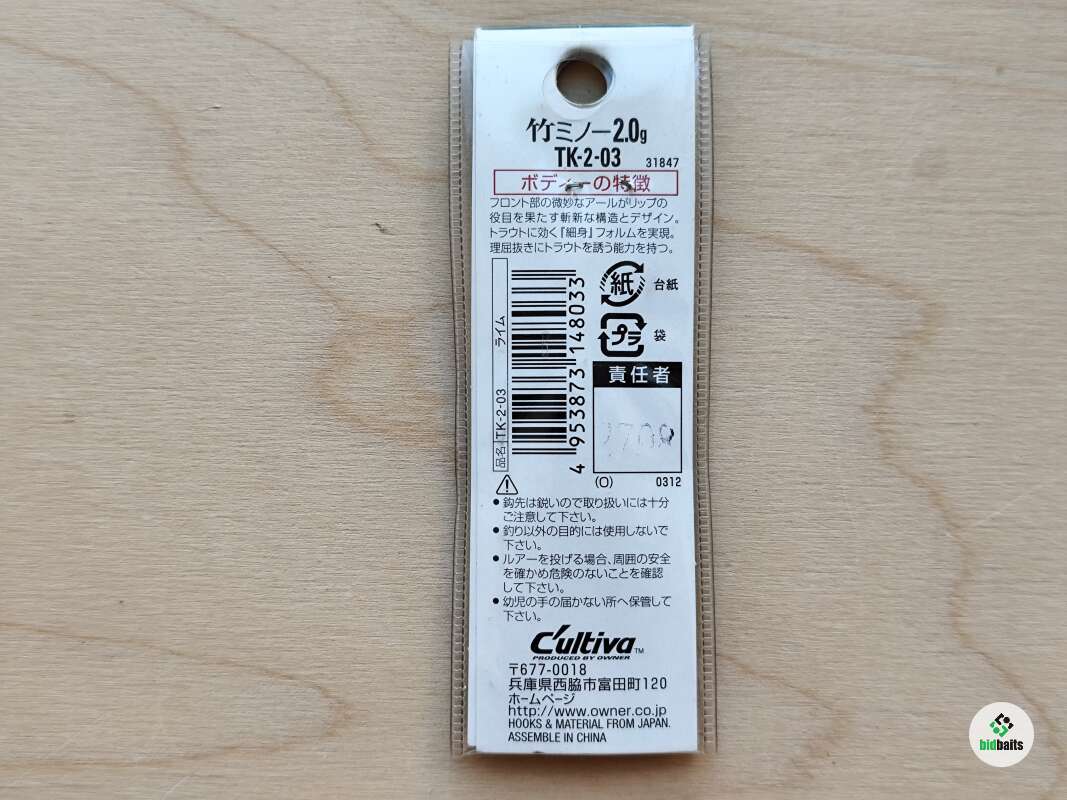 竹ミノー2.0g
TK-2-03 31847
ボディーの特徴
フロント部の微妙なアールがリップの
役目を果たす斬新な構造とデザイン。
トラウトに効く『細身』フォルムを実現。
理屈抜きにトラウトを誘う能力を持つ。
品名 TK-2-03 ライム
4 953873 148033
紙 台紙
プラ 袋
責任者
(O) 0312
● 鈎先は鋭いので取り扱いには十分
ご注意して下さい。
● 釣り以外の目的には使用しないで
下さい。
● ルアーを投げる場合、周囲の安全
を確かめ危険のないことを確認
して下さい。
● 幼児の手の届かない所へ保管して
下さい。
C'ultiva™
PRODUCED BY OWNER
〒677-0018
兵庫県西脇市富田町120
ホームページ
http://www.owner.co.jp
HOOKS & MATERIAL FROM JAPAN.
ASSEMBLE IN CHINA
bidbaits